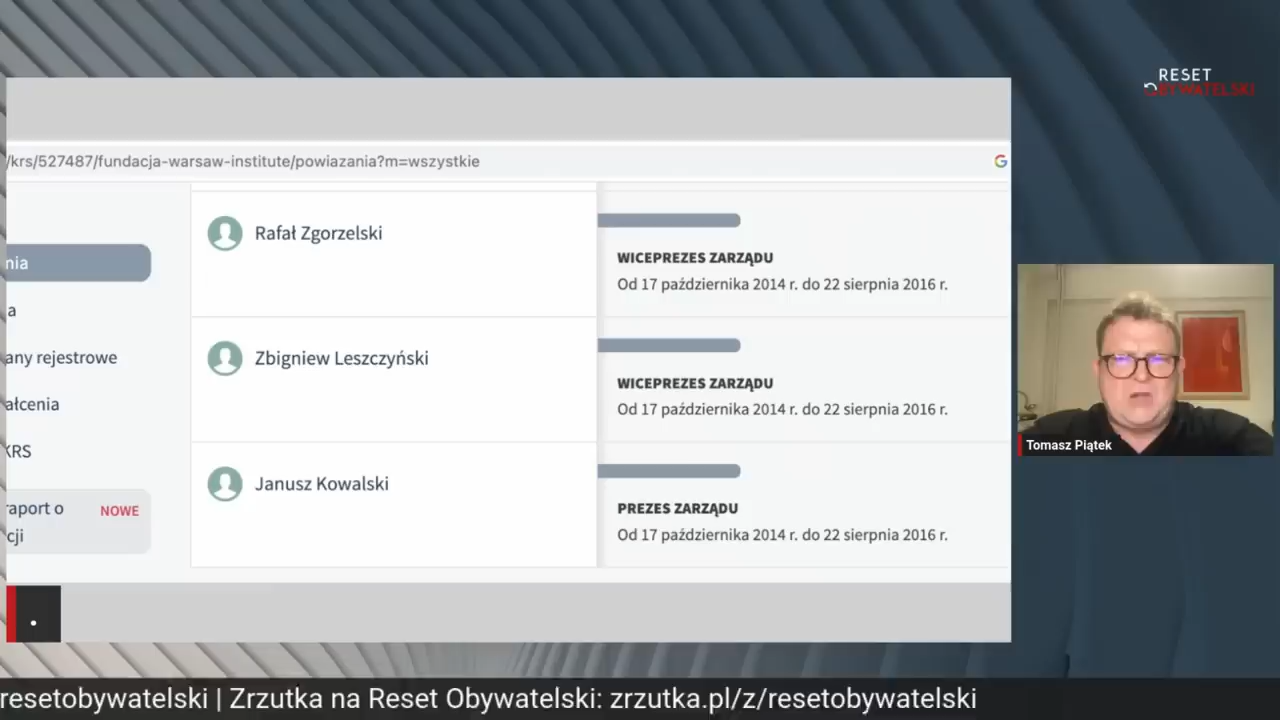 RESET
OBYWATELSKI
/krs/527487/fundacja-warsaw-institute/powiazania?m=wszystkie
nia
a
any rejestrowe
ałcenia
KRS
raport o
cji
NOWE
Rafał Zgorzelski
WICEPREZES ZARZĄDU
Od 17 października 2014 r. do 22 sierpnia 2016 r.
Zbigniew Leszczyński
WICEPREZES ZARZĄDU
Od 17 października 2014 r. do 22 sierpnia 2016 r.
Janusz Kowalski
PREZES ZARZĄDU
Od 17 października 2014 r. do 22 sierpnia 2016 r.
Tomasz Piątek
.
resetobywatelski | Zrzutka na Reset Obywatelski: zrzutka.pl/z/resetobywatelski